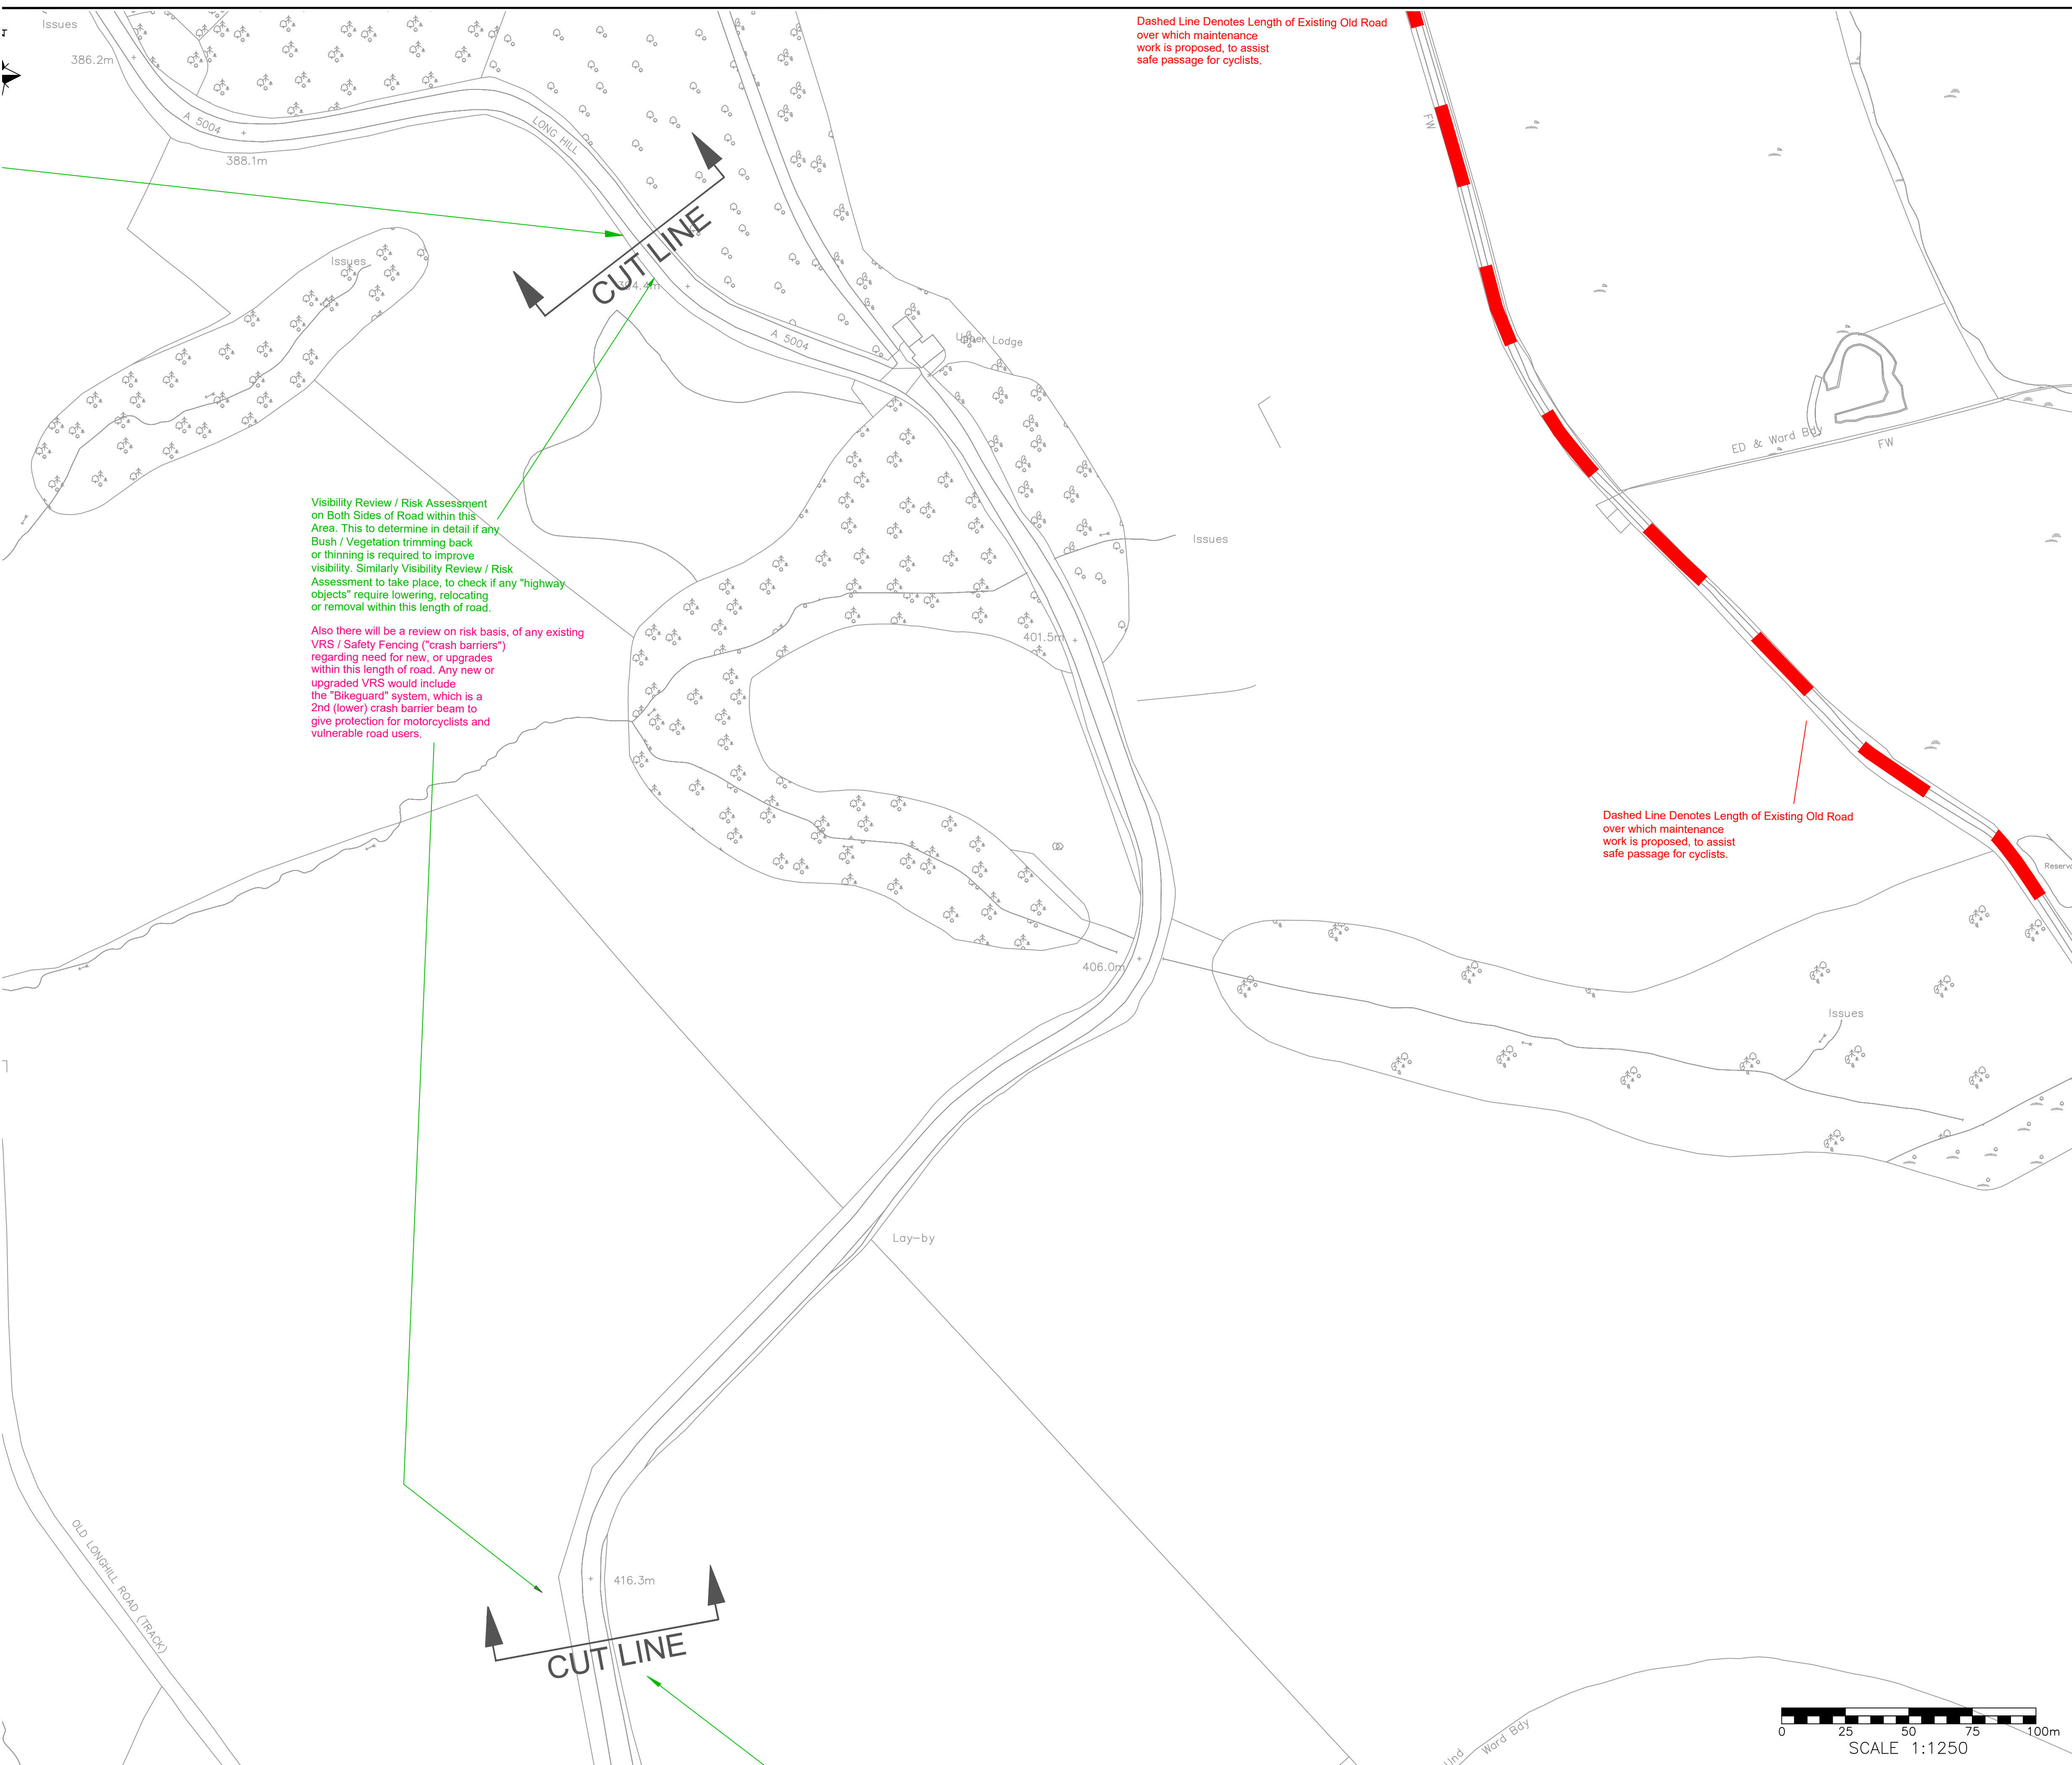 Issues
386.2m
A 5004
388.1m
LONG HILL
Dashed Line Denotes Length of Existing Old Road
over which maintenance
work is proposed, to assist
safe passage for cyclists.
FW
CUT LINE
Issues
A 5004
Upper Lodge
ED & Ward Bdy
FW
Visibility Review / Risk Assessment
on Both Sides of Road within this
Area. This to determine in detail if any
Bush / Vegetation trimming back
or thinning is required to improve
visibility. Similarly Visibility Review / Risk
Assessment to take place, to check if any "highway
objects" require lowering, relocating
or removal within this length of road.
Issues
Also there will be a review on risk basis, of any existing
VRS / Safety Fencing ("crash barriers")
regarding need for new, or upgrades
within this length of road. Any new or
upgraded VRS would include
the "Bikeguard" system, which is a
2nd (lower) crash barrier beam to
give protection for motorcyclists and
vulnerable road users.
401.5m
Dashed Line Denotes Length of Existing Old Road
over which maintenance
work is proposed, to assist
safe passage for cyclists.
406.0m
Issues
Lay-by
OLD LONGHILL ROAD (TRACK)
416.3m
CUT LINE
Und
Ward Bdy
0 25 50 75 100m
SCALE 1:1250